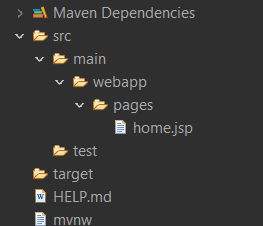 Maven Dependencies
src
main
webapp
pages
home.jsp
test
target
HELP.md
mvnw